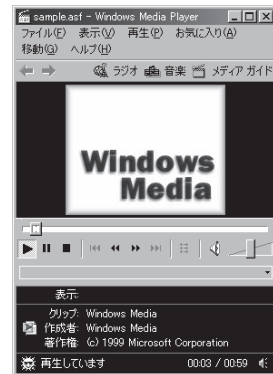 sample.asf - Windows Media Player
ファイル(F) 表示(V) 再生(P) お気に入り(A)
移動(G) ヘルプ(H)
ラジオ 音楽 メディア ガイド
Windows
Media
表示:
クリップ: Windows Media
作成者: Windows Media
著作権: (c) 1999 Microsoft Corporation
再生しています 00:03 / 00:59